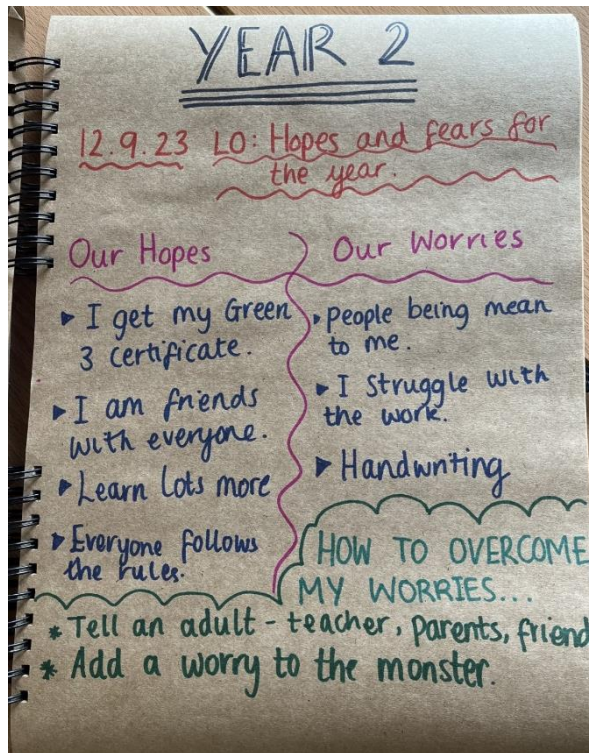 YEAR 2
12.9.23 LO: Hopes and fears for
the year.
Our Hopes
▸ I get my Green
3 certificate.
▸ I am friends
with everyone.
▸ Learn lots more
▸ Everyone follows
the rules.
Our Worries
▸ people being mean
to me.
▸ I struggle with
the work.
▸ Handwriting
HOW TO OVERCOME
MY WORRIES...
* Tell an adult - teacher, parents, friend
* Add a worry to the monster.